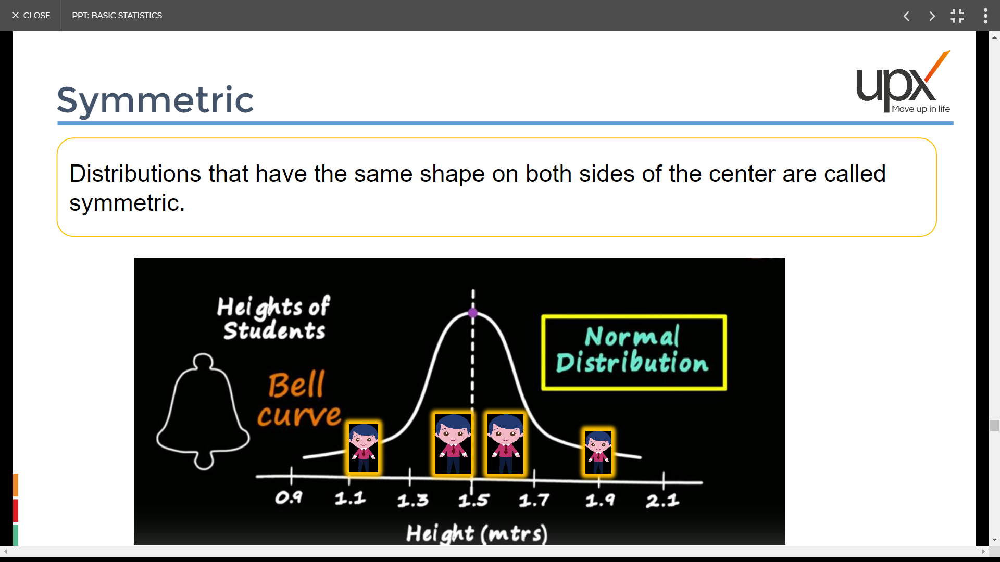 CLOSE
PPT: BASIC STATISTICS
upx
Move up in life
Symmetric
Distributions that have the same shape on both sides of the center are called
symmetric.
Heights of
Students
Normal
Distribution
Bell
curve
0.9 1.1 1.3 1.5 1.7 1.9 2.1
Height (mtrs)